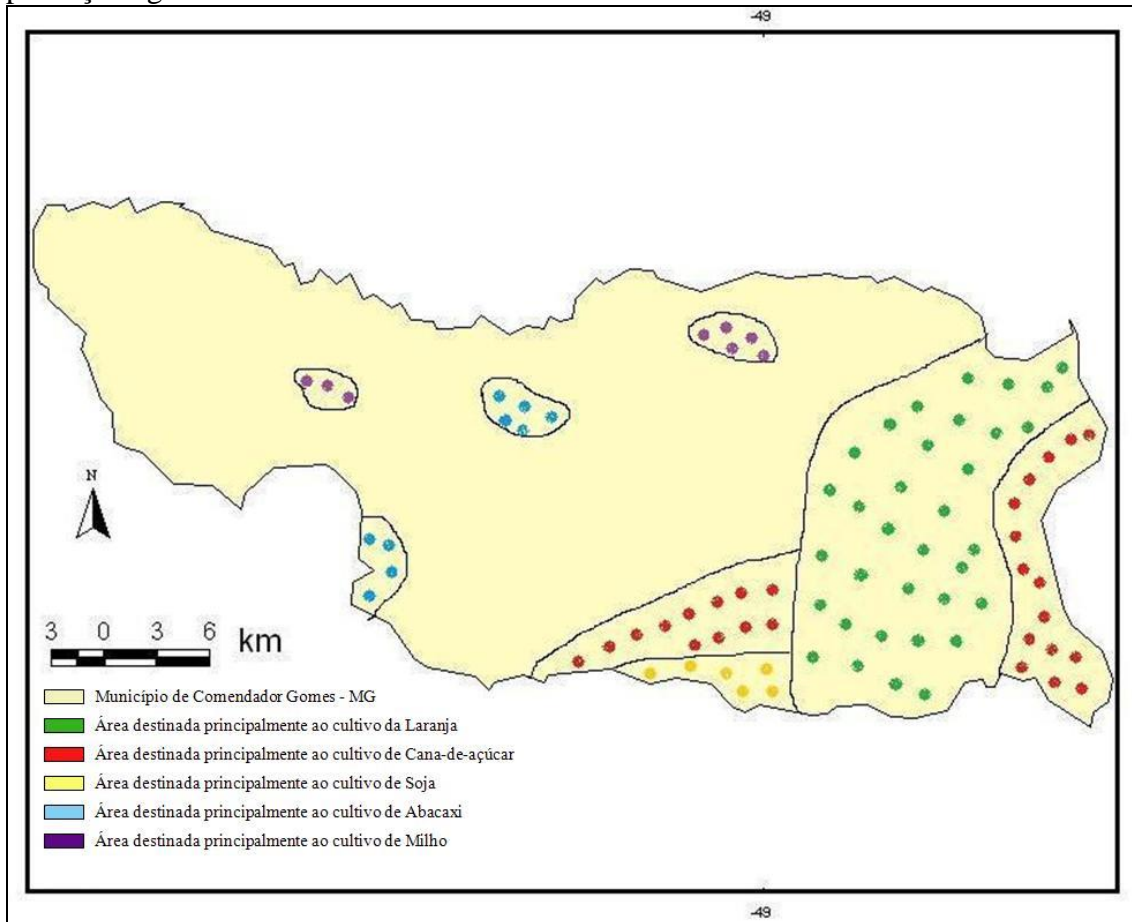 -49
N
3 0 3 6 km
Município de Comendador Gomes - MG
Área destinada principalmente ao cultivo da Laranja
Área destinada principalmente ao cultivo de Cana-de-açúcar
Área destinada principalmente ao cultivo de Soja
Área destinada principalmente ao cultivo de Abacaxi
Área destinada principalmente ao cultivo de Milho
-49